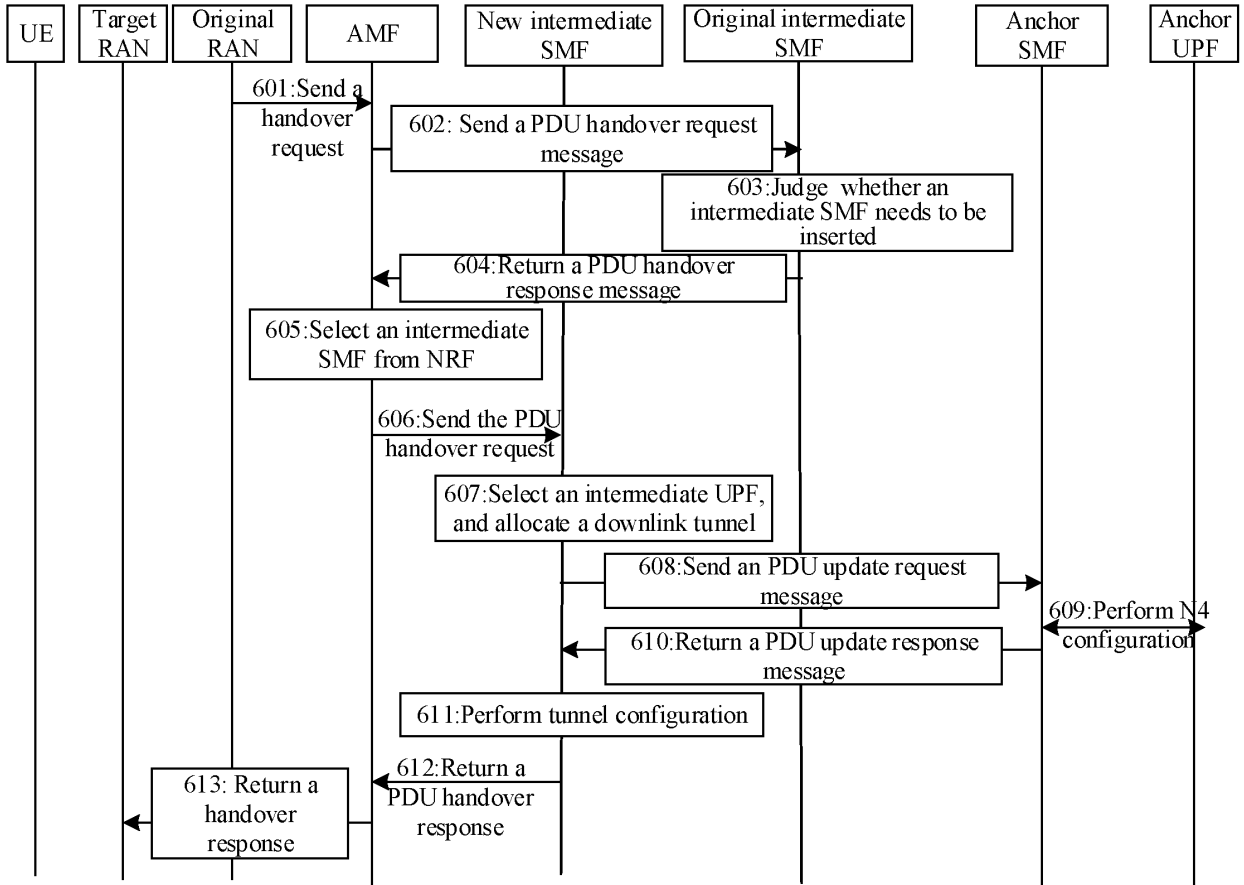 UE
Target
RAN
Original
RAN
AMF
New intermediate
SMF
Original intermediate
SMF
Anchor
SMF
Anchor
UPF
601:Send a
handover
request
602: Send a PDU handover request
message
603:Judge whether an
intermediate SMF needs to be
inserted
604:Return a PDU handover
response message
605:Select an intermediate
SMF from NRF
606:Send the PDU
handover request
607:Select an intermediate UPF,
and allocate a downlink tunnel
608:Send an PDU update request
message
609:Perform N4
configuration
610:Return a PDU update response
message
611:Perform tunnel configuration
612:Return a
PDU handover
response
613: Return a
handover
response